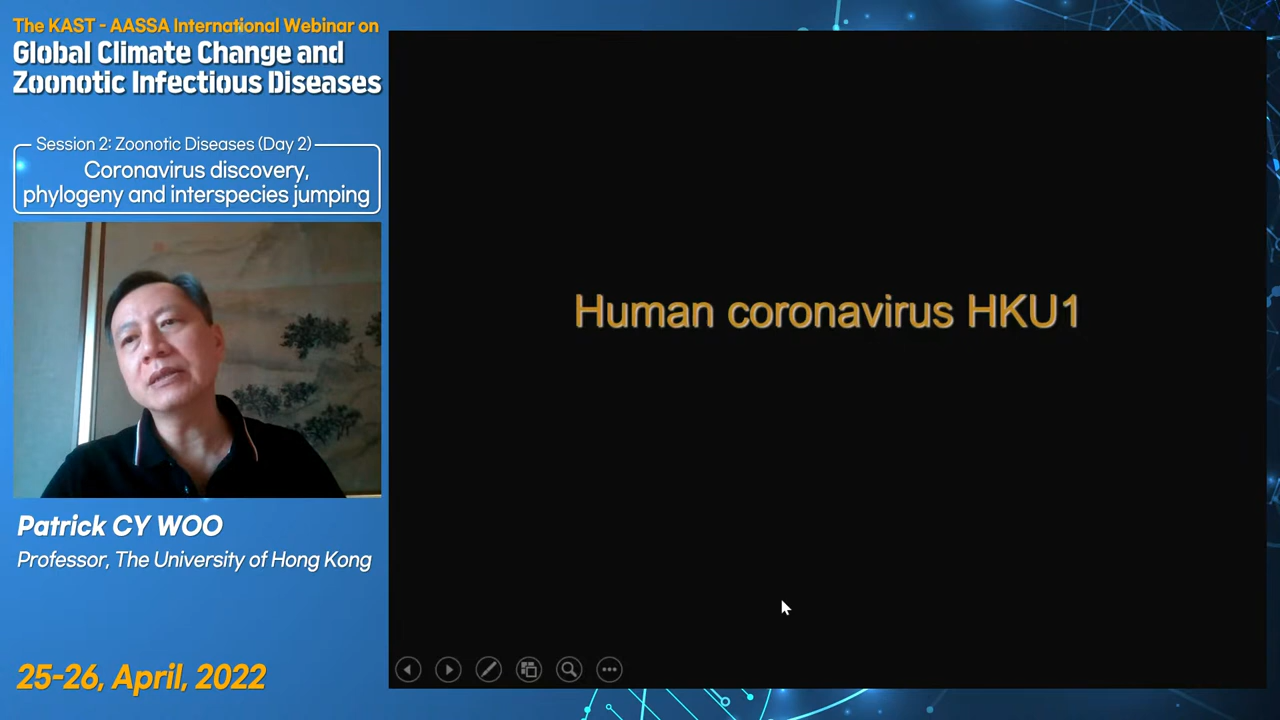 The KAST - AASSA International Webinar on
Global Climate Change and
Zoonotic Infectious Diseases
Session 2: Zoonotic Diseases (Day 2)
Coronavirus discovery,
phylogeny and interspecies jumping
Patrick CY WOO
Professor, The University of Hong Kong
25-26, April, 2022
Human coronavirus HKU1